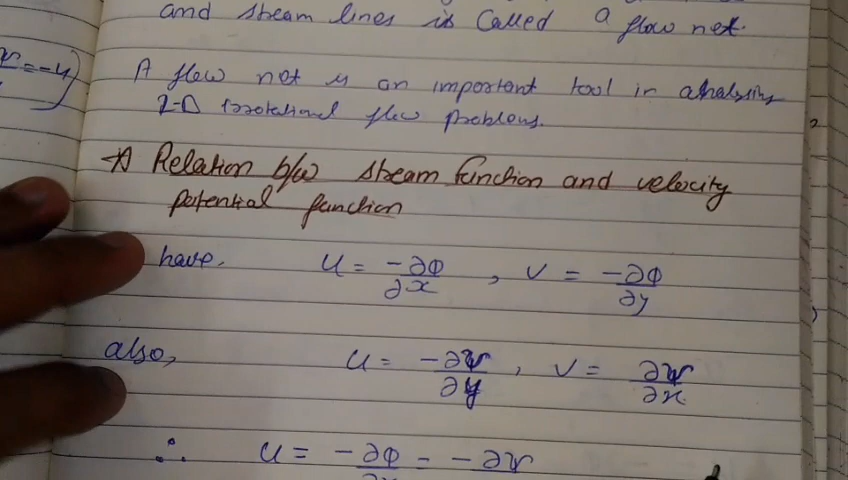 and stream lines is called a flow net.
A flow net is an important tool in analysing
2-D irrotational flow problems.
Relation b/w stream function and velocity
potential function
have, u = -∂Φ/∂x , v = -∂Φ/∂y
also, u = -∂Ψ/∂y , v = ∂Ψ/∂x
∴ u = -∂Φ/∂x = -∂Ψ